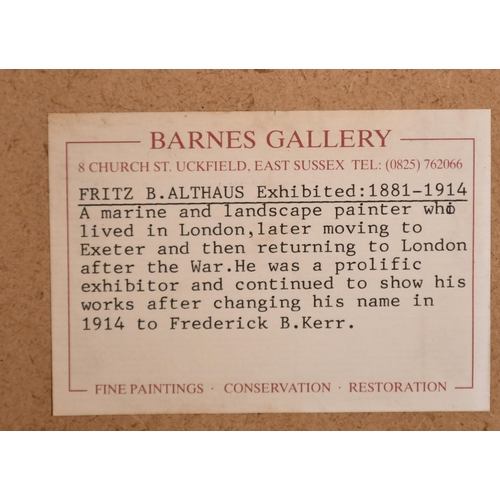 BARNES GALLERY
8 CHURCH ST. UCKFIELD, EAST SUSSEX TEL: (0825) 762066
FRITZ B.ALTHAUS Exhibited:1881-1914
A marine and landscape painter who
lived in London,later moving to
Exeter and then returning to London
after the War.He was a prolific
exhibitor and continued to show his
works after changing his name in
1914 to Frederick B.Kerr.
FINE PAINTINGS · CONSERVATION · RESTORATION